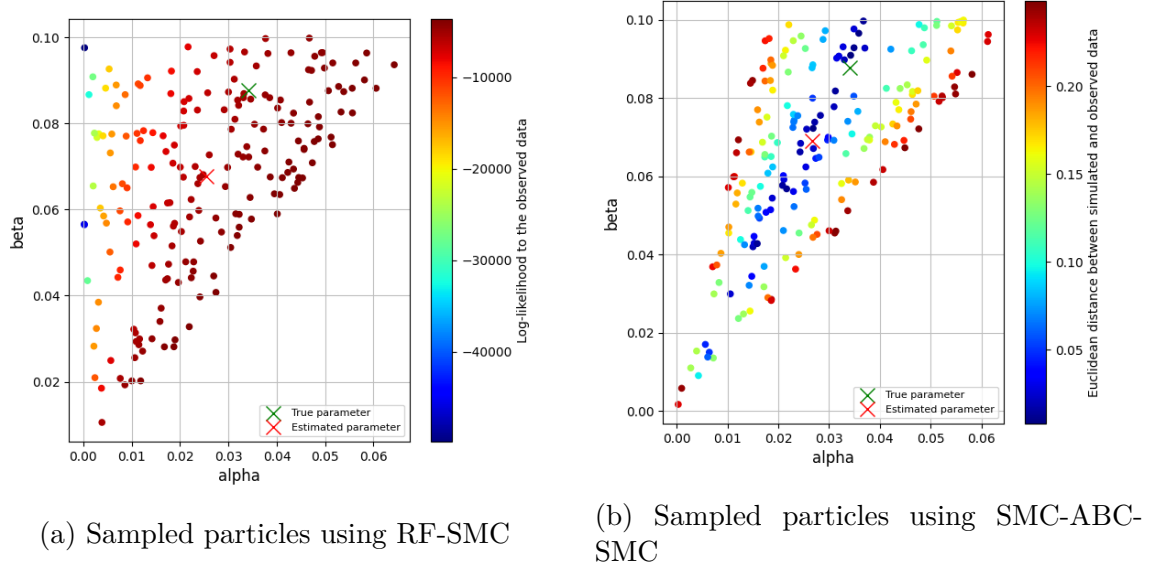 0.10
0.08
0.06
0.04
0.02
beta
0.00 0.01 0.02 0.03 0.04 0.05 0.06
alpha
True parameter
Estimated parameter
−10000
−20000
−30000
−40000
Log-likelihood to the observed data
(a) Sampled particles using RF-SMC
0.10
0.08
0.06
0.04
0.02
0.00
beta
0.00 0.01 0.02 0.03 0.04 0.05 0.06
alpha
True parameter
Estimated parameter
0.20
0.15
0.10
0.05
Euclidean distance between simulated and observed data
(b) Sampled particles using SMC-ABC-
SMC